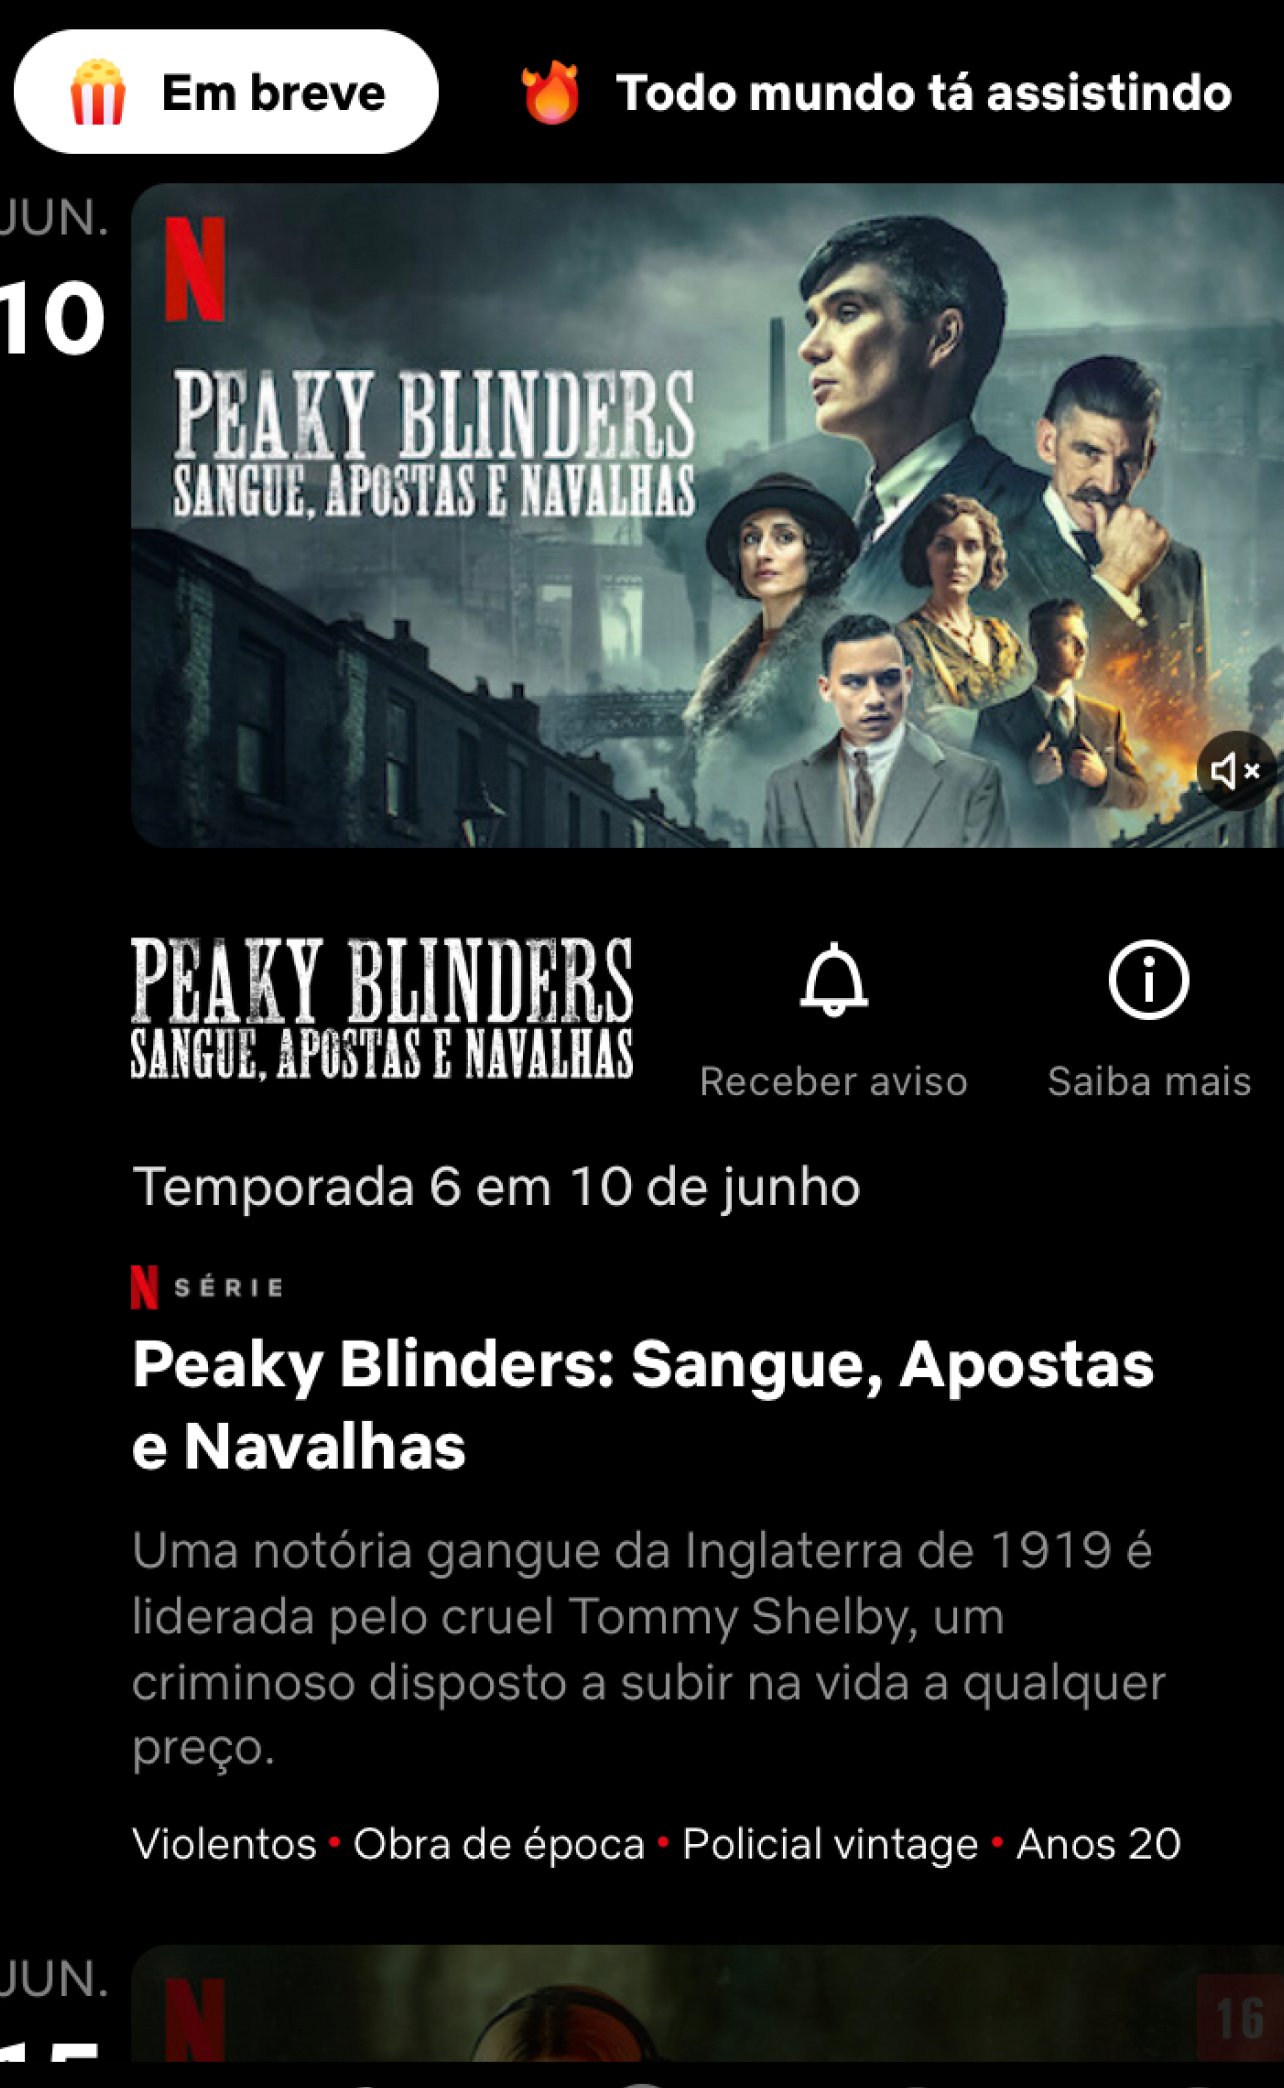 Em breve
Todo mundo tá assistindo
JUN.
10
N
PEAKY BLINDERS
SANGUE, APOSTAS E NAVALHAS
PEAKY BLINDERS
SANGUE, APOSTAS E NAVALHAS
Receber aviso
Saiba mais
Temporada 6 em 10 de junho
N SÉRIE
Peaky Blinders: Sangue, Apostas
e Navalhas
Uma notória gangue da Inglaterra de 1919 é
liderada pelo cruel Tommy Shelby, um
criminoso disposto a subir na vida a qualquer
preço.
Violentos • Obra de época • Policial vintage • Anos 20
JUN.
15
N
16